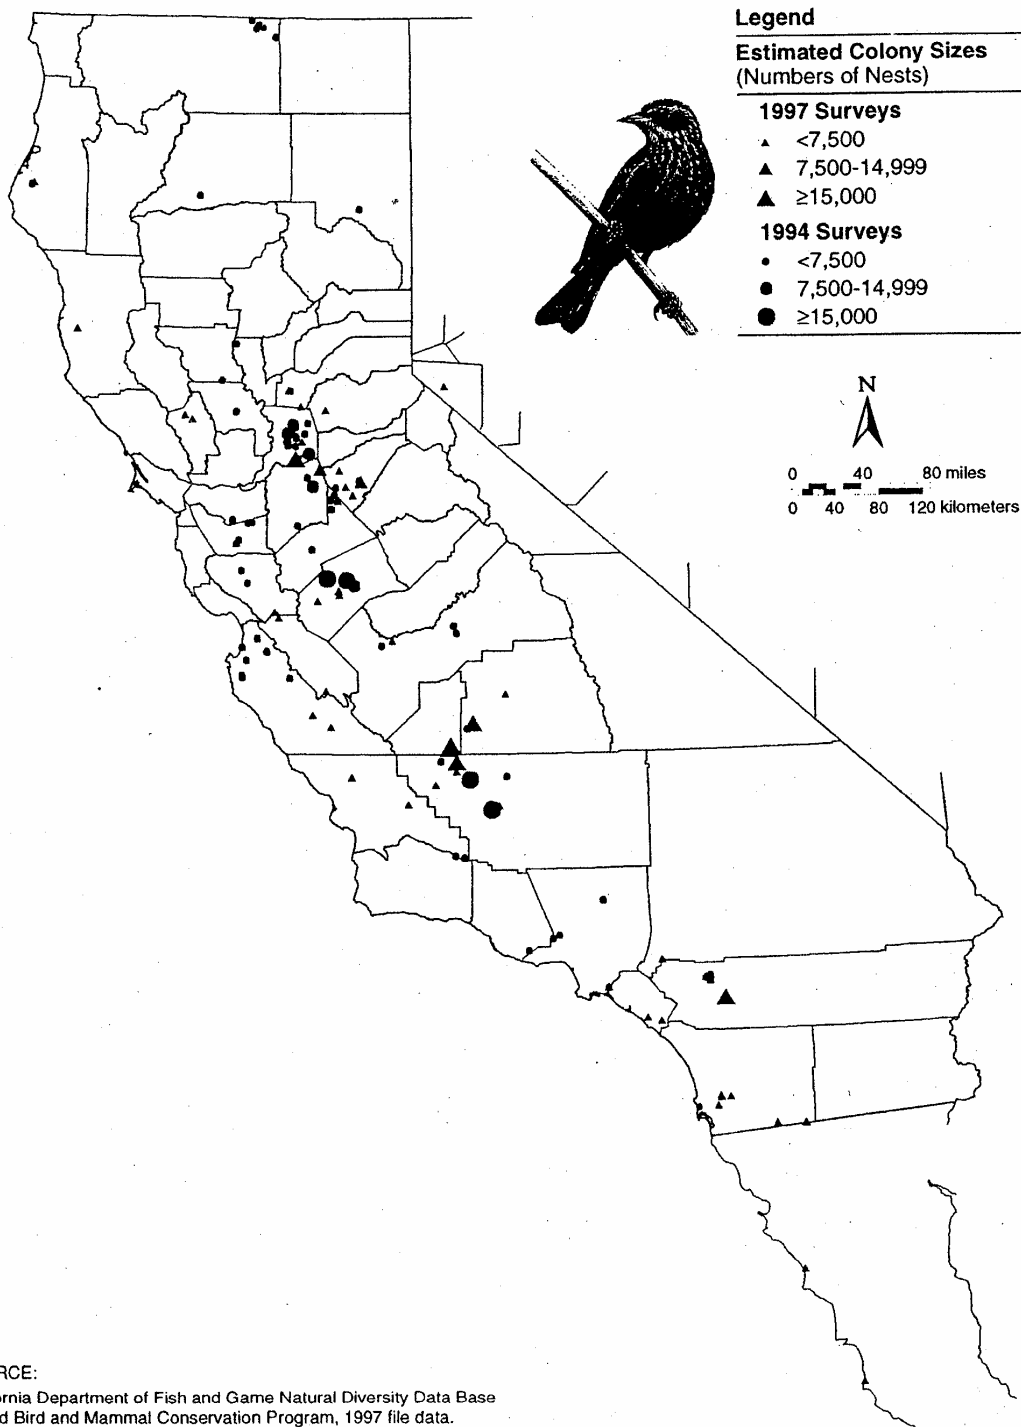 Legend
Estimated Colony Sizes
(Numbers of Nests)
1997 Surveys
<7,500
7,500-14,999
≥15,000
1994 Surveys
<7,500
7,500-14,999
≥15,000
N
0 40 80 miles
0 40 80 120 kilometers
RCE:
ornia Department of Fish and Game Natural Diversity Data Base
d Bird and Mammal Conservation Program, 1997 file data.